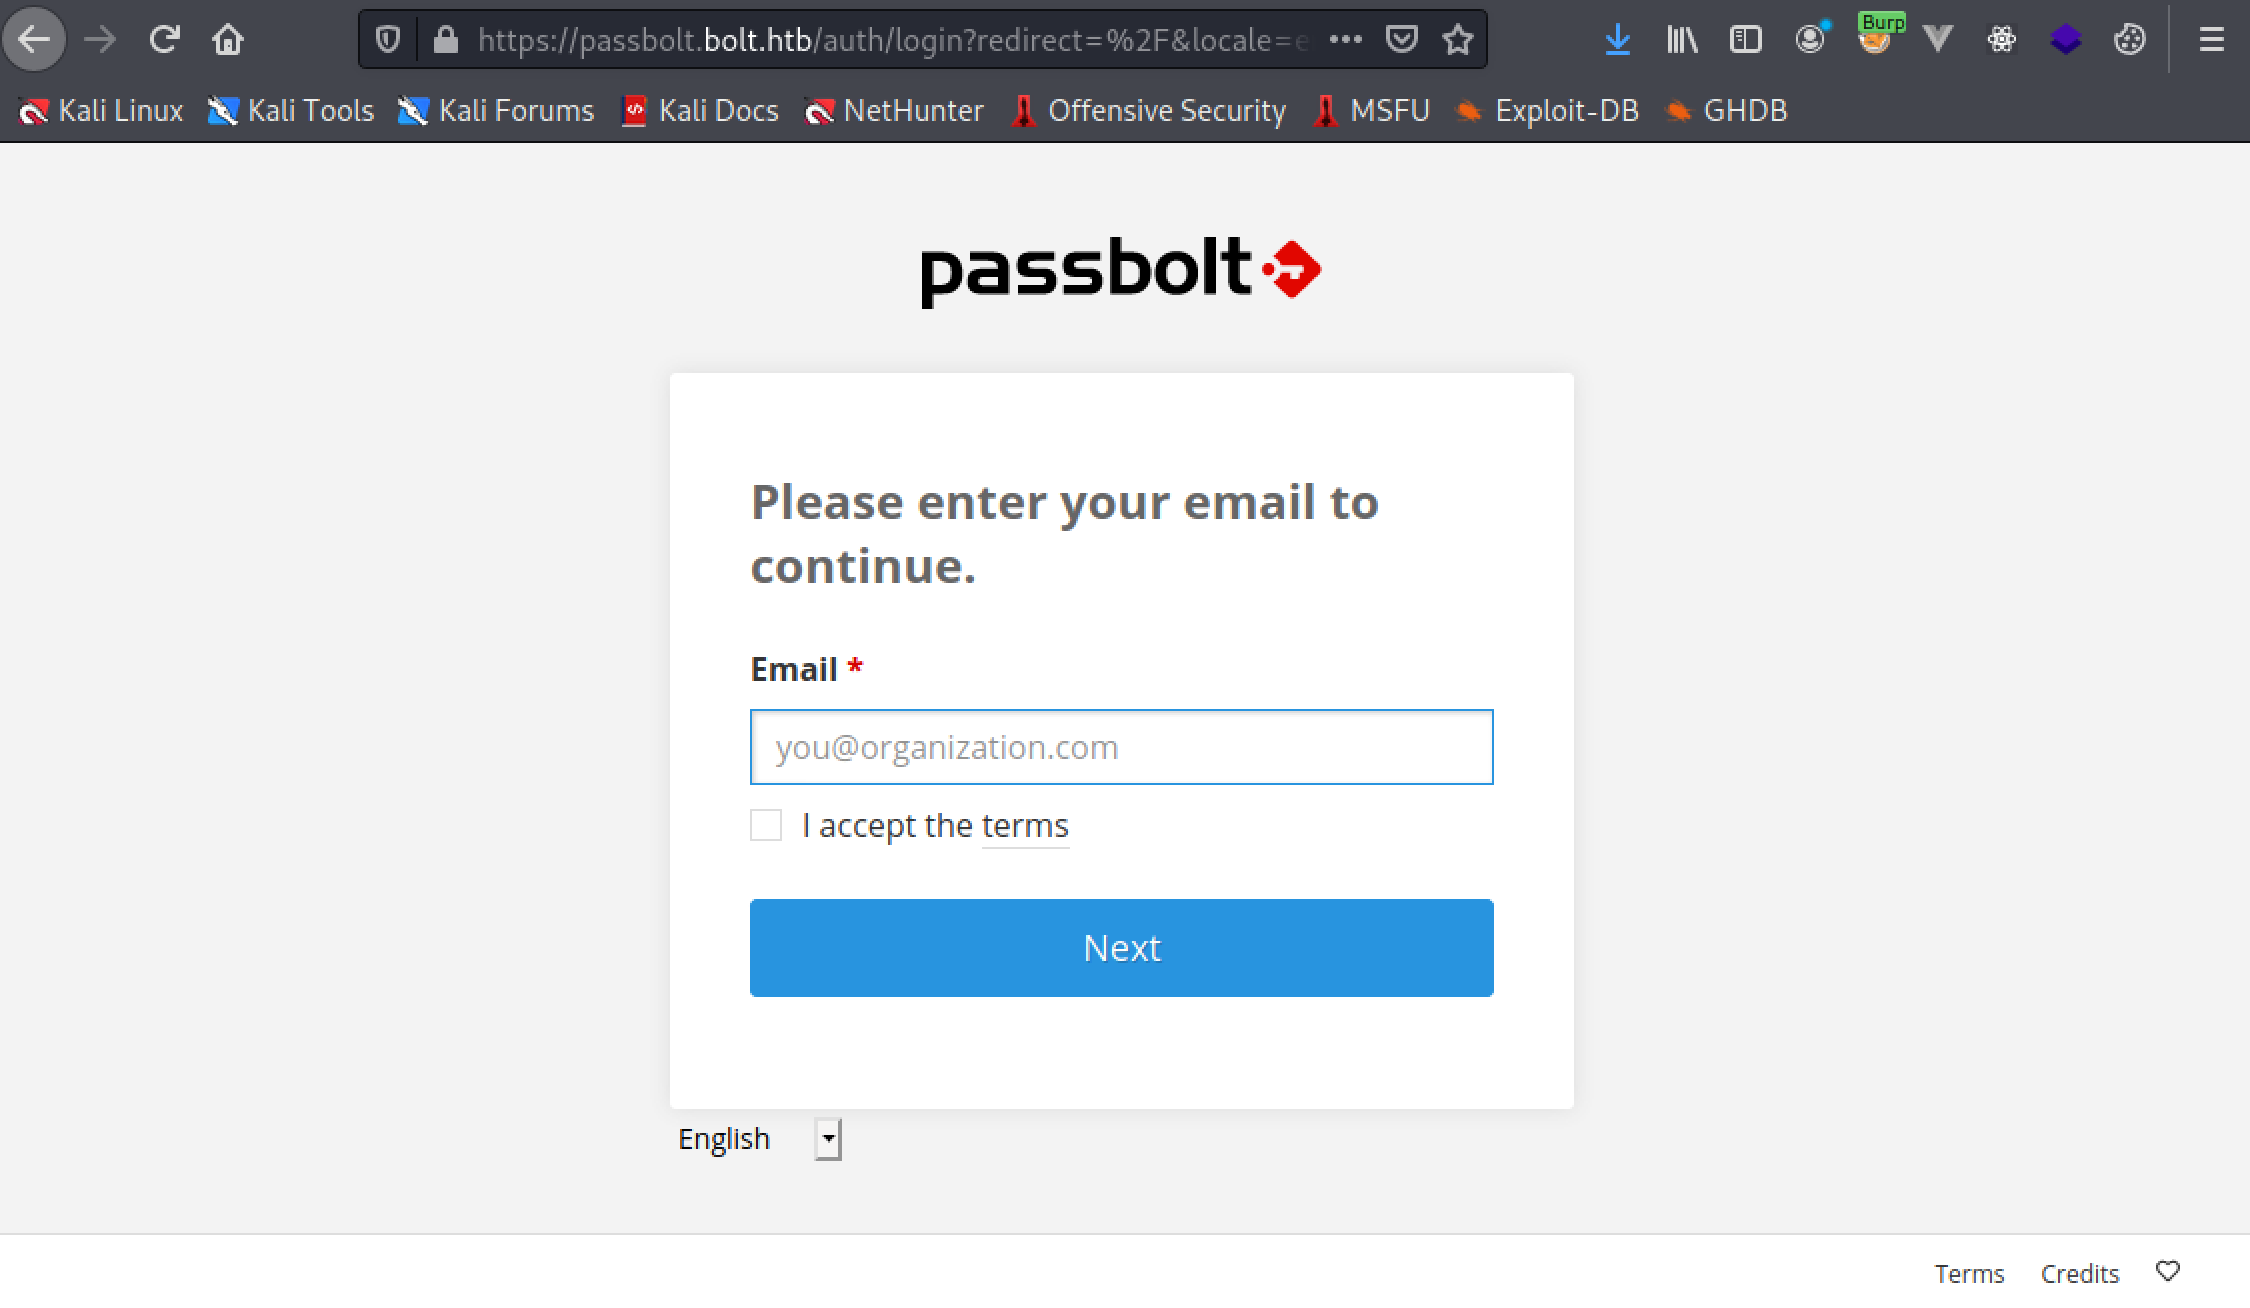 https://passbolt.bolt.htb/auth/login?redirect=%2F&locale=e
Burp
Kali Linux Kali Tools Kali Forums Kali Docs NetHunter Offensive Security MSFU Exploit-DB GHDB
passbolt
Please enter your email to
continue.
Email *
you@organization.com
I accept the terms
Next
English
Terms Credits